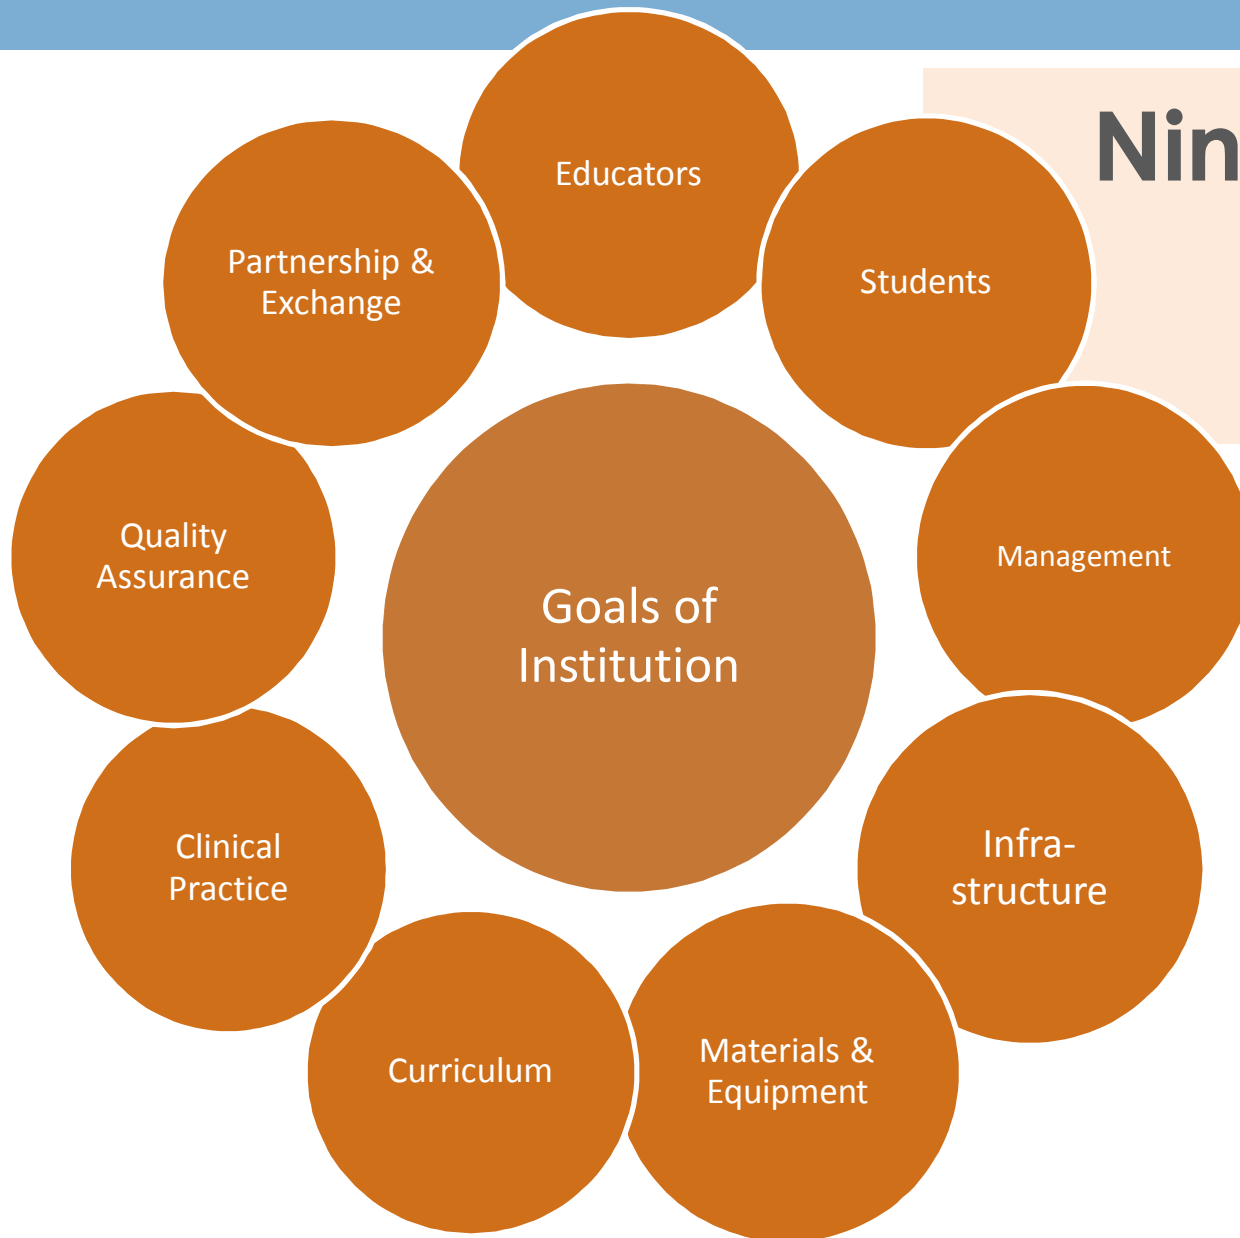 Nin
Educators
Students
Management
Infra-
structure
Materials &
Equipment
Curriculum
Clinical
Practice
Quality
Assurance
Partnership &
Exchange
Goals of
Institution